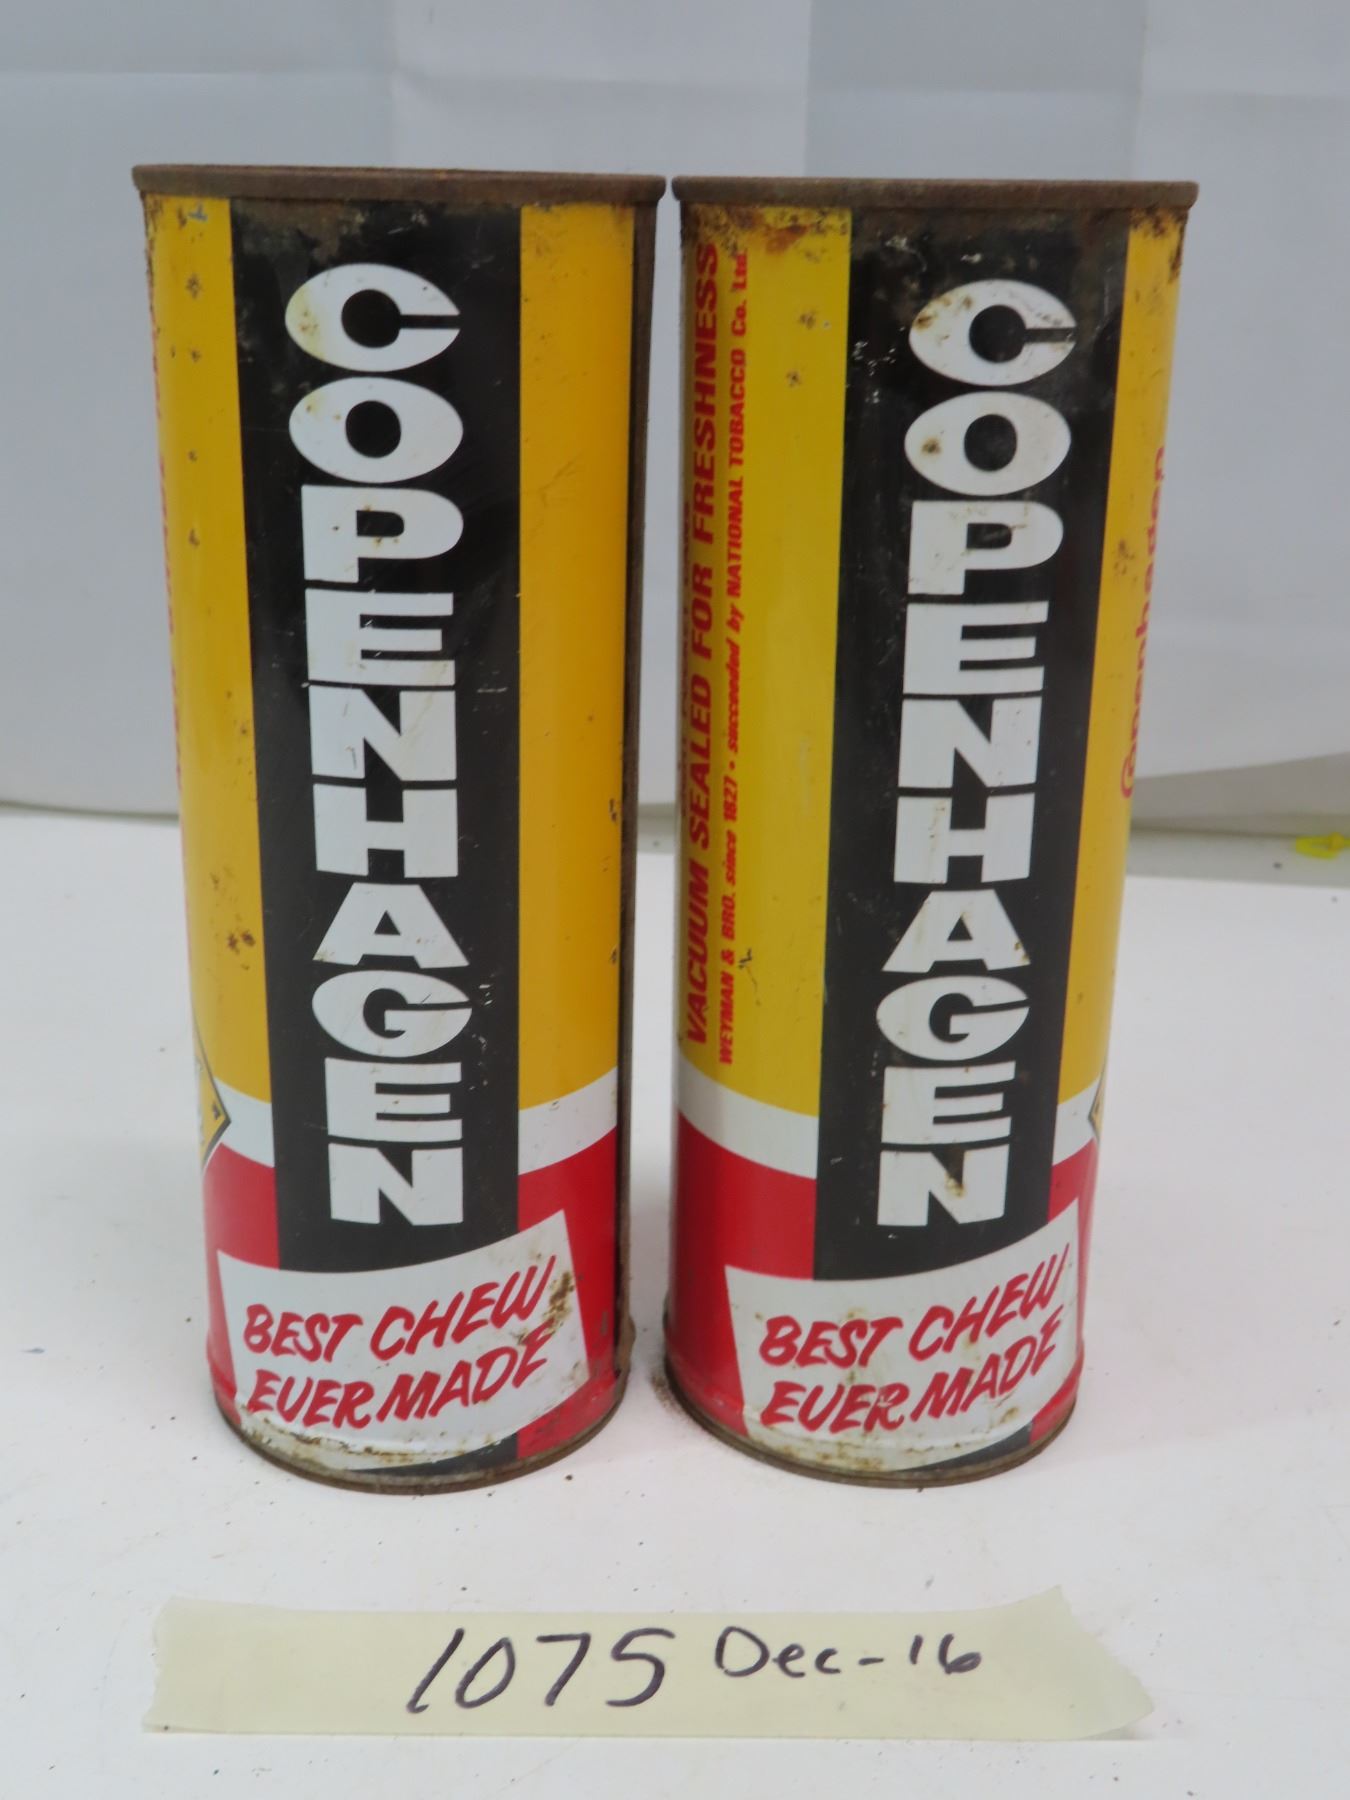 COPENHAGEN
BEST CHEW
EVER MADE
VACUUM SEALED FOR FRESHNESS
WEYMAN & BRO. since 1827 • succeeded by NATIONAL TOBACCO Co. Ltd.
COPENHAGEN
Copenhagen
BEST CHEW
EVER MADE
1075 Dec-16